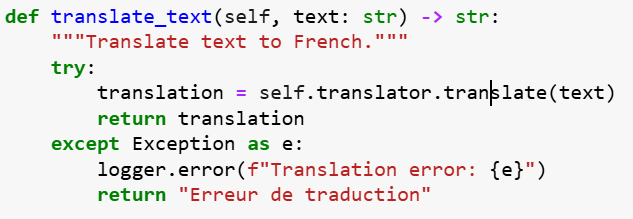 def translate_text(self, text: str) -> str:
    """Translate text to French."""
    try:
        translation = self.translator.translate(text)
        return translation
    except Exception as e:
        logger.error(f"Translation error: {e}")
        return "Erreur de traduction"